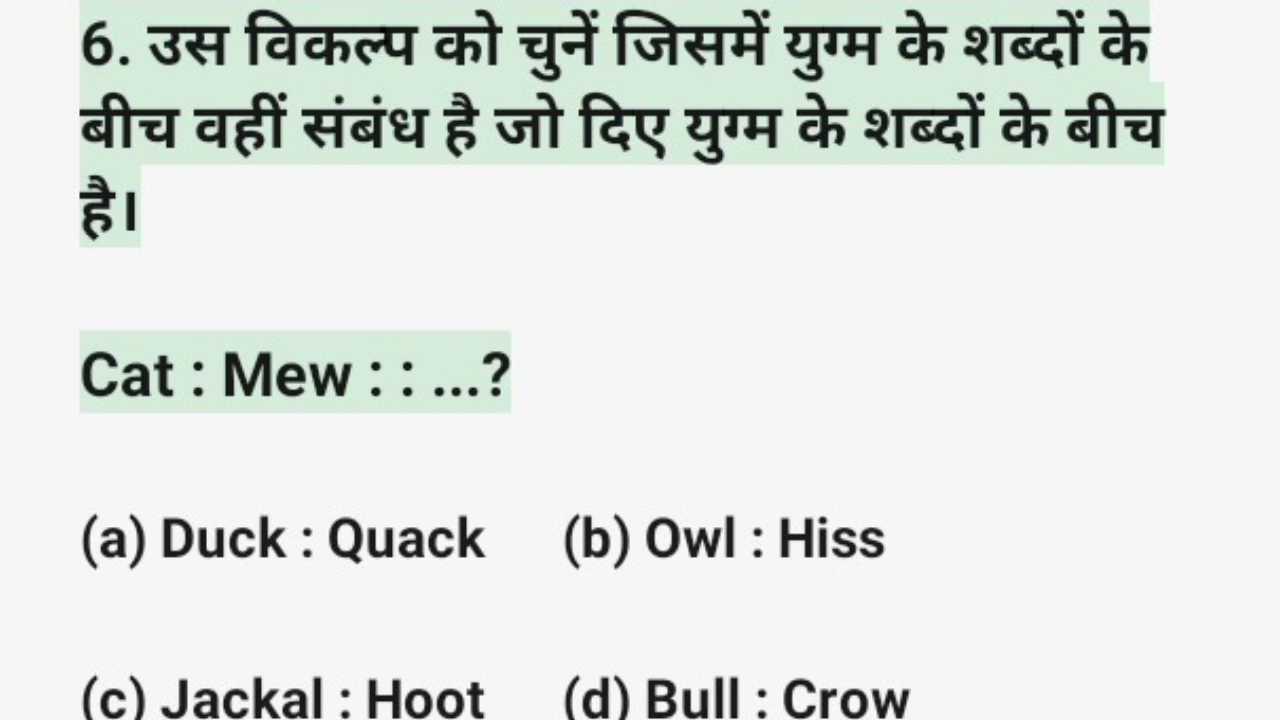 6. उस विकल्प को चुनें जिसमें युग्म के शब्दों के
बीच वहीं संबंध है जो दिए युग्म के शब्दों के बीच
है।
Cat : Mew : : ...?
(a) Duck : Quack (b) Owl : Hiss
(c) Jackal : Hoot (d) Bull : Crow